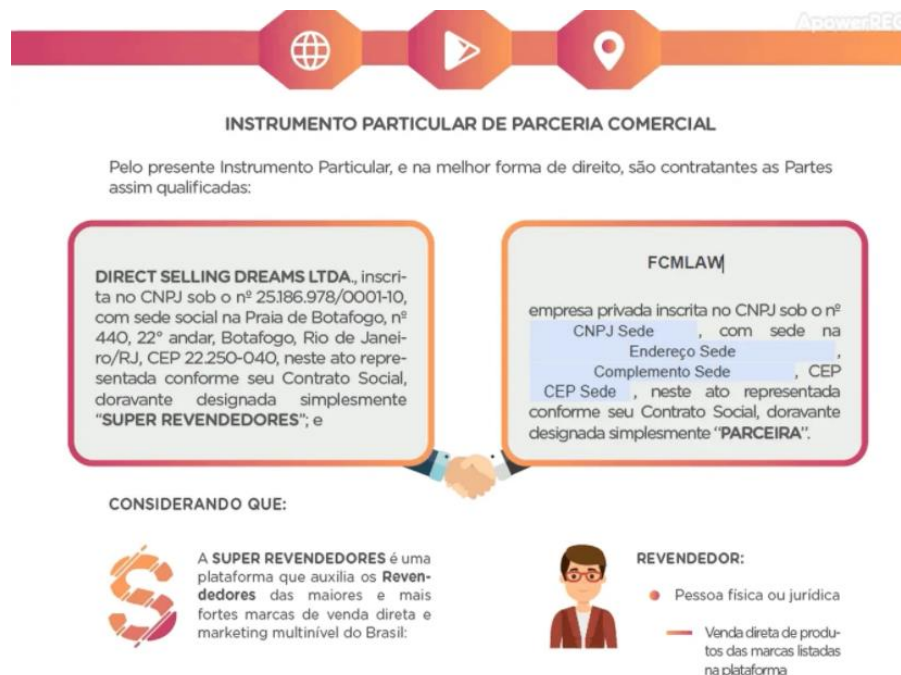 ApowerREC
INSTRUMENTO PARTICULAR DE PARCERIA COMERCIAL
Pelo presente Instrumento Particular, e na melhor forma de direito, são contratantes as Partes
assim qualificadas:
DIRECT SELLING DREAMS LTDA., inscri-
ta no CNPJ sob o nº 25.186.978/0001-10,
com sede social na Praia de Botafogo, nº
440, 22º andar, Botafogo, Rio de Janei-
ro/RJ, CEP 22.250-040, neste ato repre-
sentada conforme seu Contrato Social,
doravante designada simplesmente
"SUPER REVENDEDORES"; e
FCMLAW
empresa privada inscrita no CNPJ sob o nº
CNPJ Sede , com sede na
Endereço Sede ,
Complemento Sede , CEP
CEP Sede , neste ato representada
conforme seu Contrato Social, doravante
designada simplesmente "PARCEIRA".
CONSIDERANDO QUE:
A SUPER REVENDEDORES é uma
plataforma que auxilia os Reven-
dedores das maiores e mais
fortes marcas de venda direta e
marketing multinível do Brasil:
REVENDEDOR:
Pessoa física ou jurídica
Venda direta de produ-
tos das marcas listadas
na plataforma